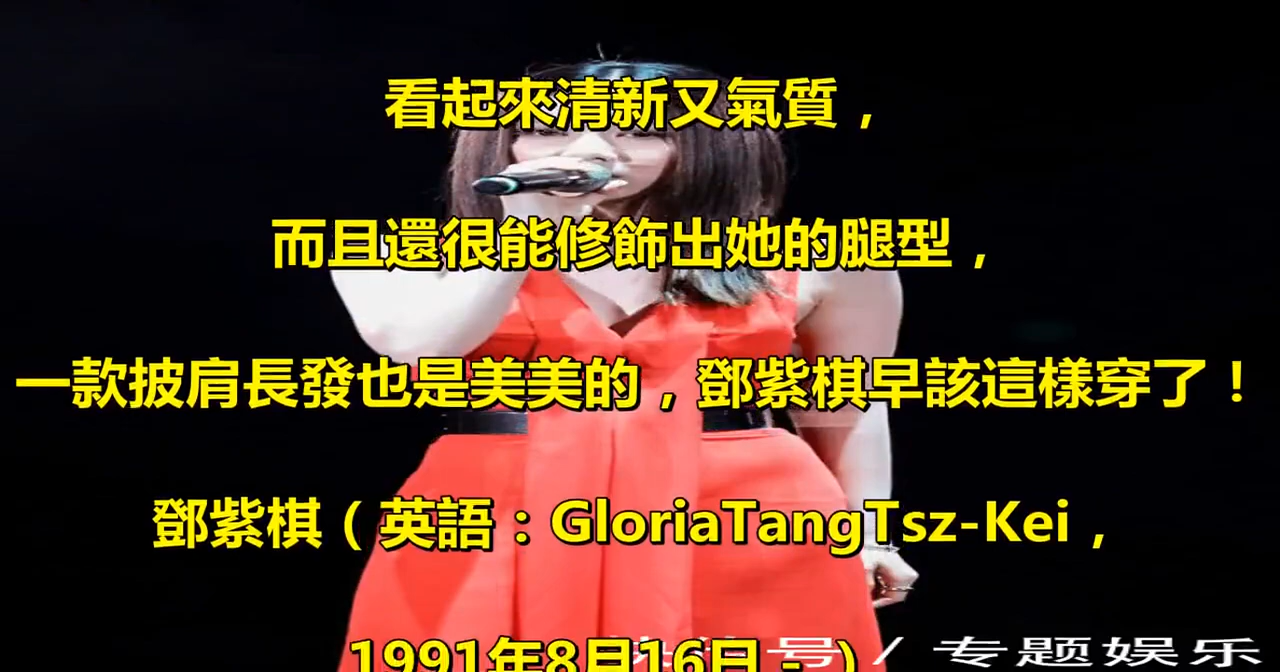 看起來清新又氣質，
而且還很能修飾出她的腿型，
一款披肩長發也是美美的，鄧紫棋早該這樣穿了！
鄧紫棋（英語：GloriaTangTsz-Kei，
1991年8月16日－）
号/专题娱乐